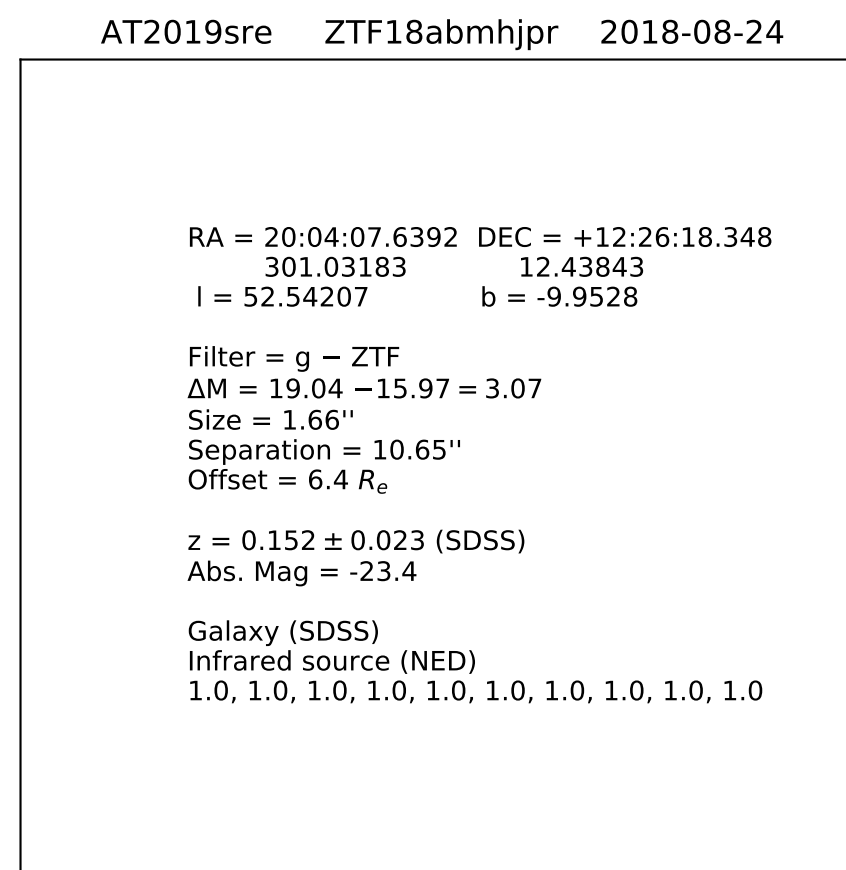 AT2019sre ZTF18abmhjpr 2018-08-24
RA = 20:04:07.6392 DEC = +12:26:18.348
301.03183 12.43843
l = 52.54207 b = -9.9528
Filter = g − ZTF
ΔM = 19.04 −15.97 = 3.07
Size = 1.66''
Separation = 10.65''
Offset = 6.4 Rₑ
z = 0.152 ± 0.023 (SDSS)
Abs. Mag = -23.4
Galaxy (SDSS)
Infrared source (NED)
1.0, 1.0, 1.0, 1.0, 1.0, 1.0, 1.0, 1.0, 1.0, 1.0